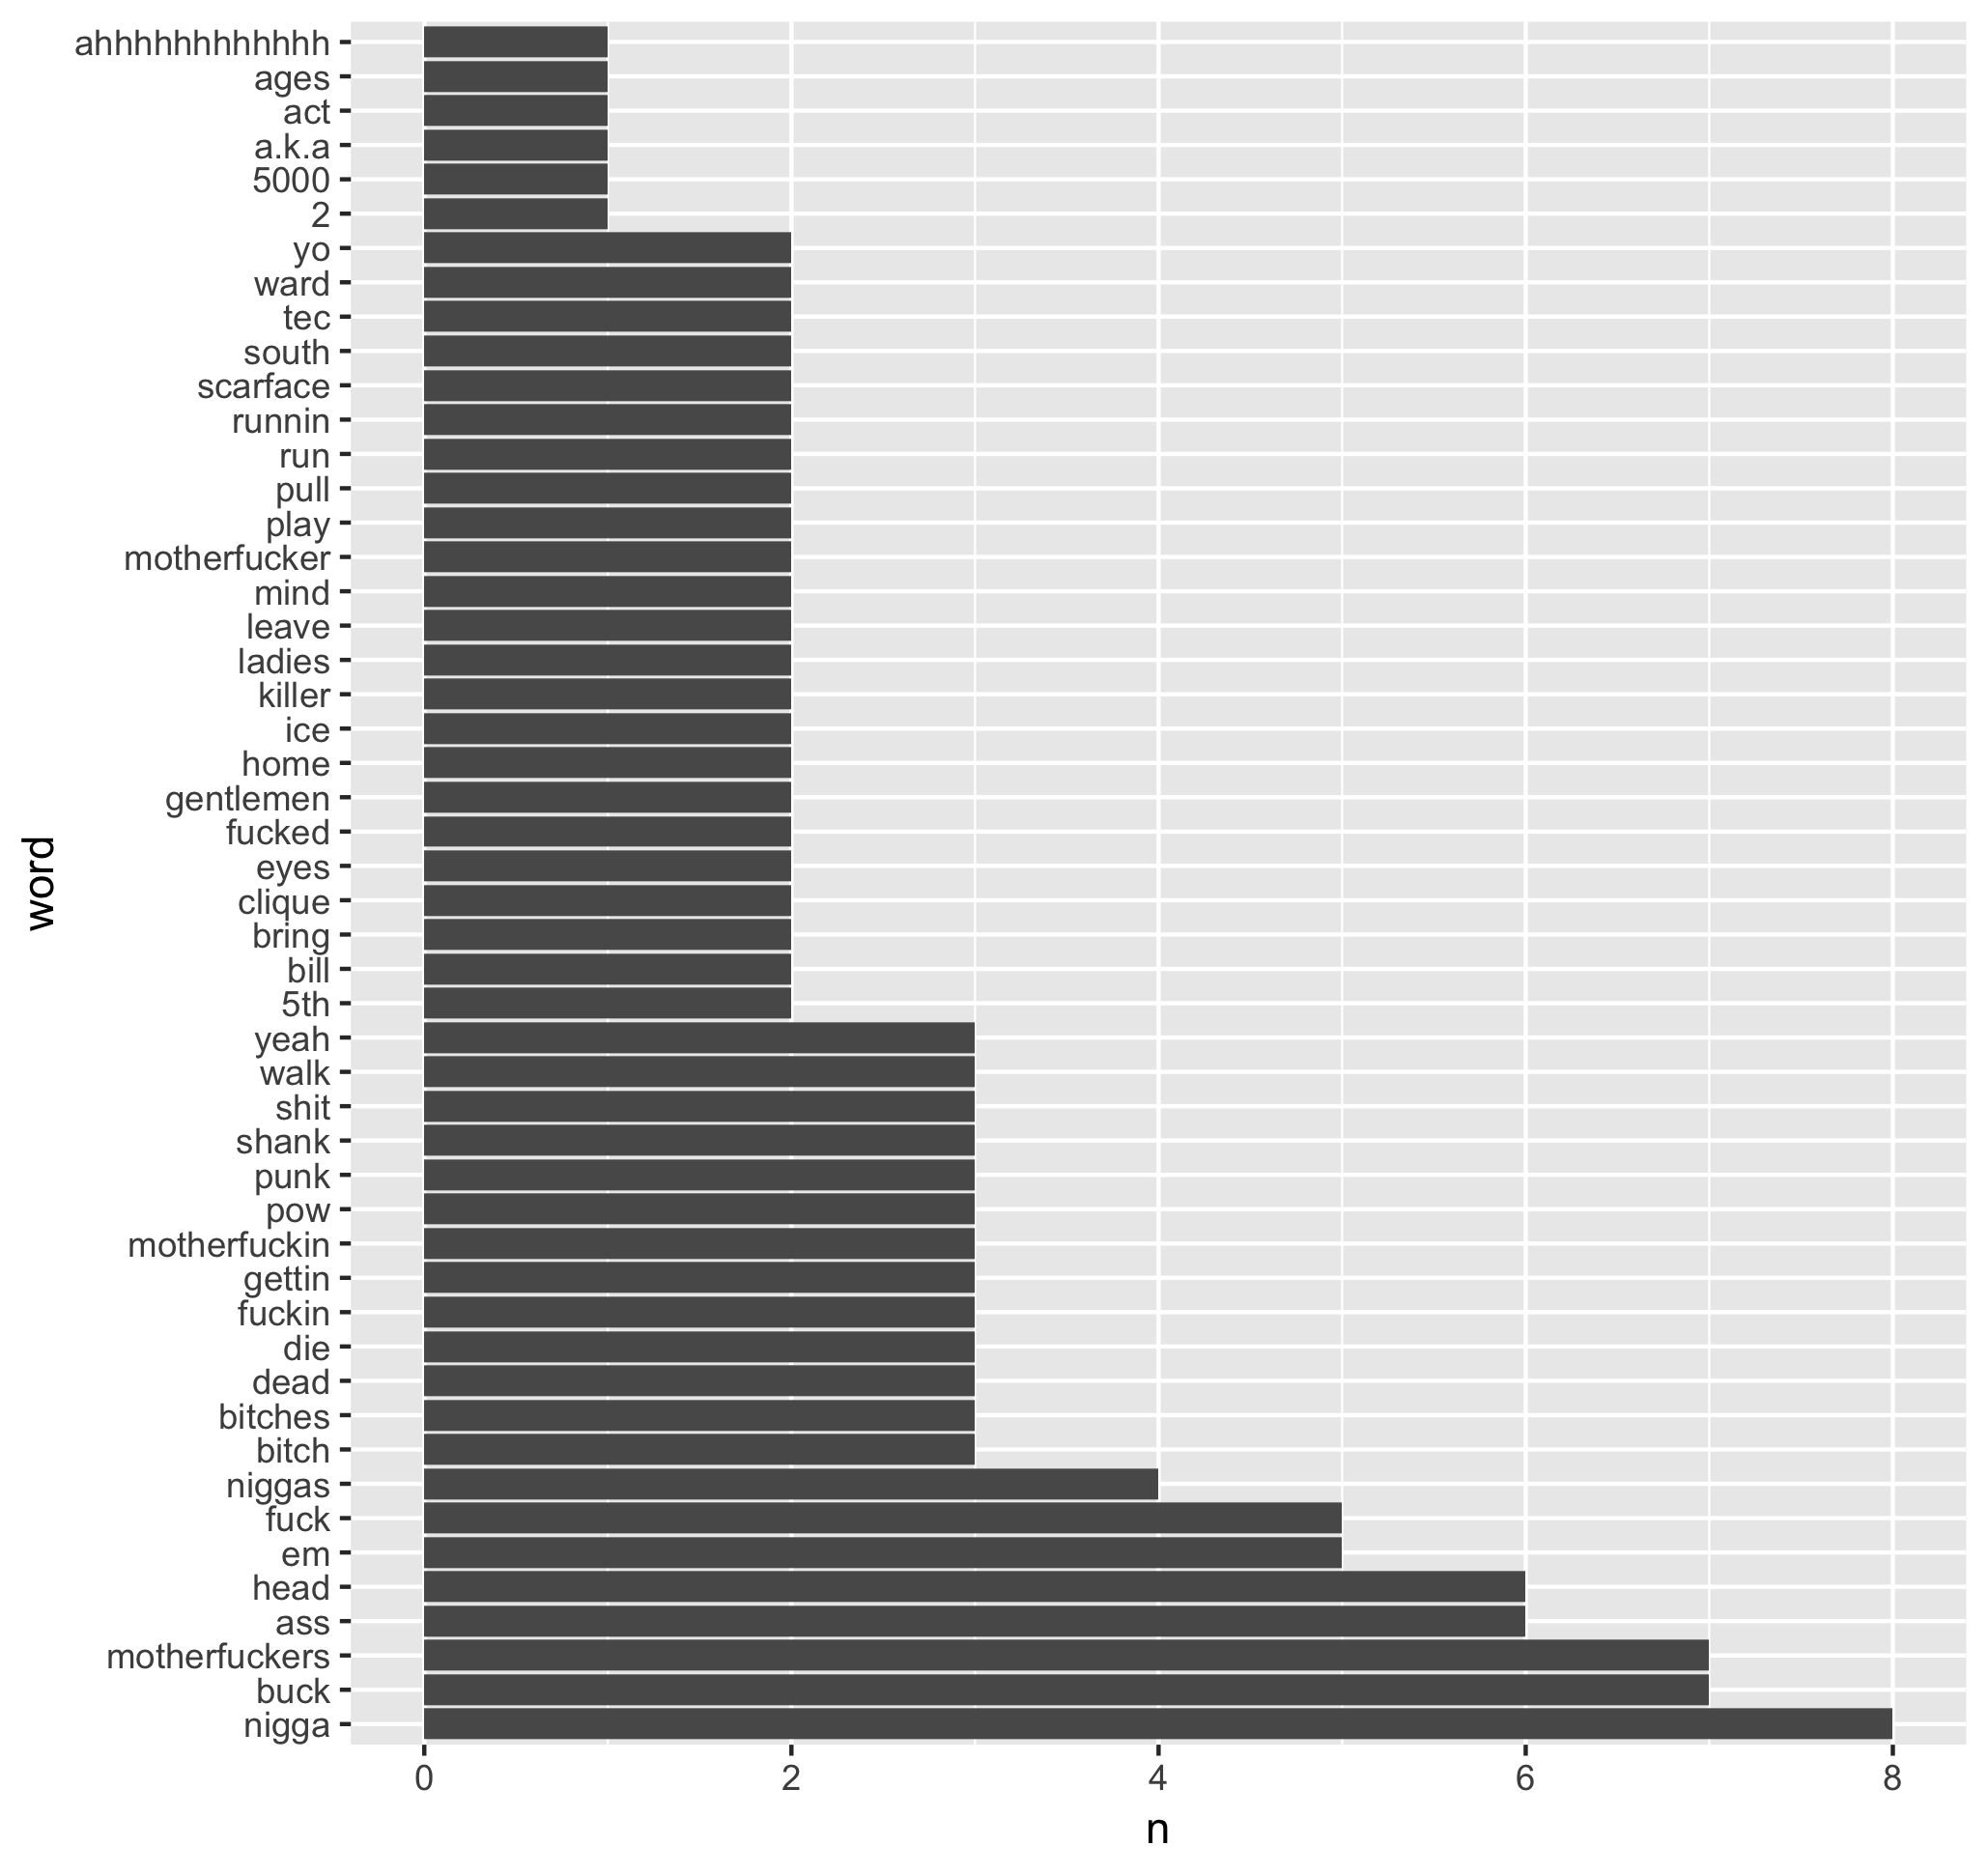 ahhhhhhhhhhhh
ages
act
a.k.a
5000
2
yo
ward
tec
south
scarface
runnin
run
pull
play
motherfucker
mind
leave
ladies
killer
ice
home
gentlemen
fucked
eyes
clique
bring
bill
5th
yeah
walk
shit
shank
punk
pow
motherfuckin
gettin
fuckin
die
dead
bitches
bitch
niggas
fuck
em
head
ass
motherfuckers
buck
nigga
word
0 2 4 6 8
n